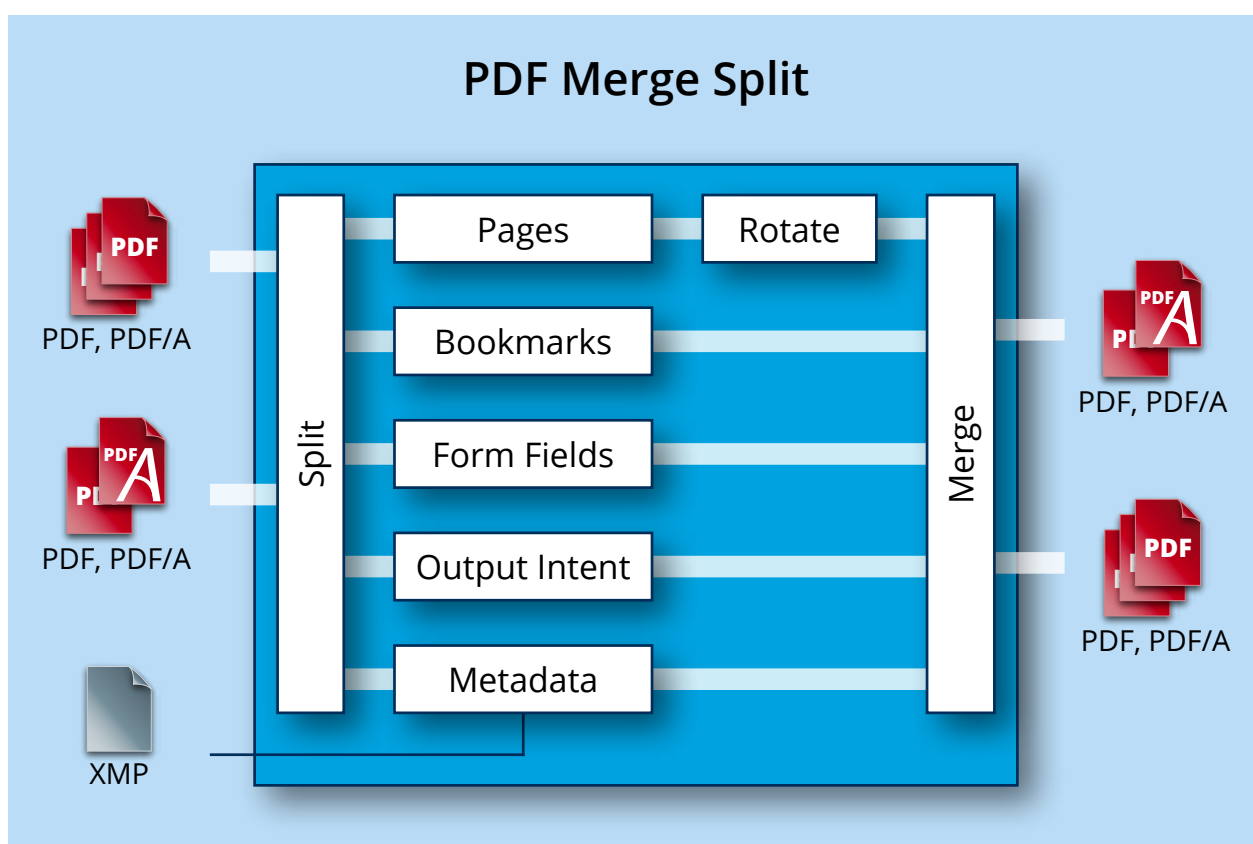 PDF Merge Split
PDF
PDF, PDF/A
PDF
PDF, PDF/A
XMP
Split
Pages
Rotate
Bookmarks
Form Fields
Output Intent
Metadata
Merge
PDF
A
PDF, PDF/A
PDF
PDF, PDF/A